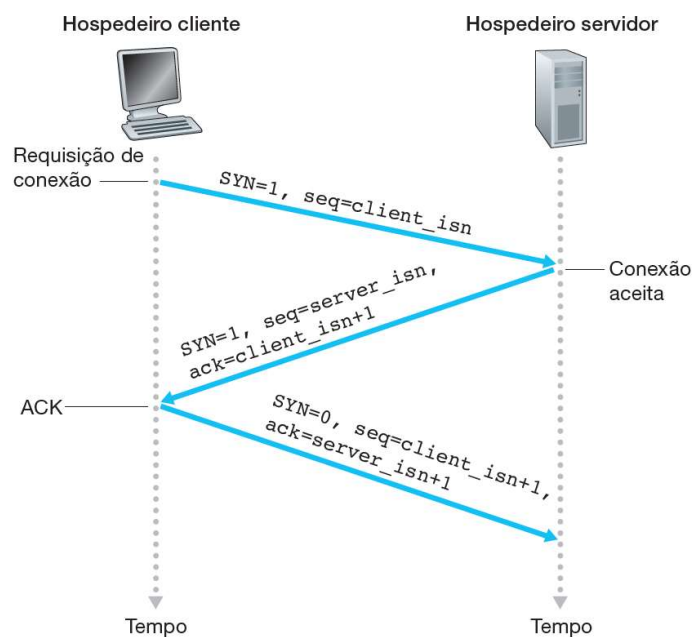 Hospedeiro cliente
Hospedeiro servidor
Requisição de
conexão
SYN=1, seq=client_isn
Conexão
aceita
SYN=1, seq=server_isn,
ack=client_isn+1
ACK
SYN=0, seq=client_isn+1,
ack=server_isn+1
Tempo
Tempo